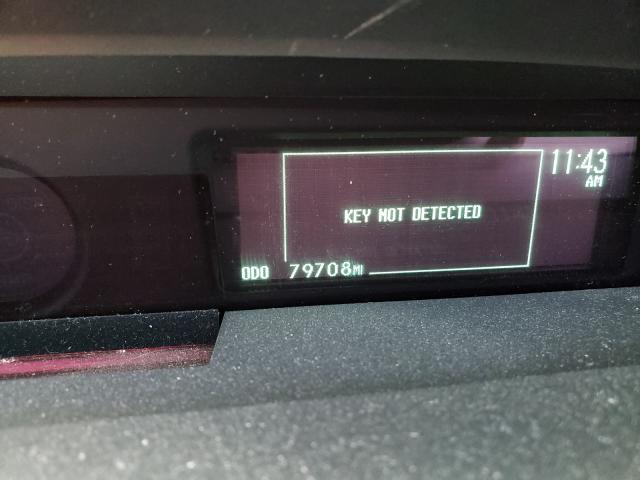 11:43
AM
KEY NOT DETECTED
ODO 79708MI